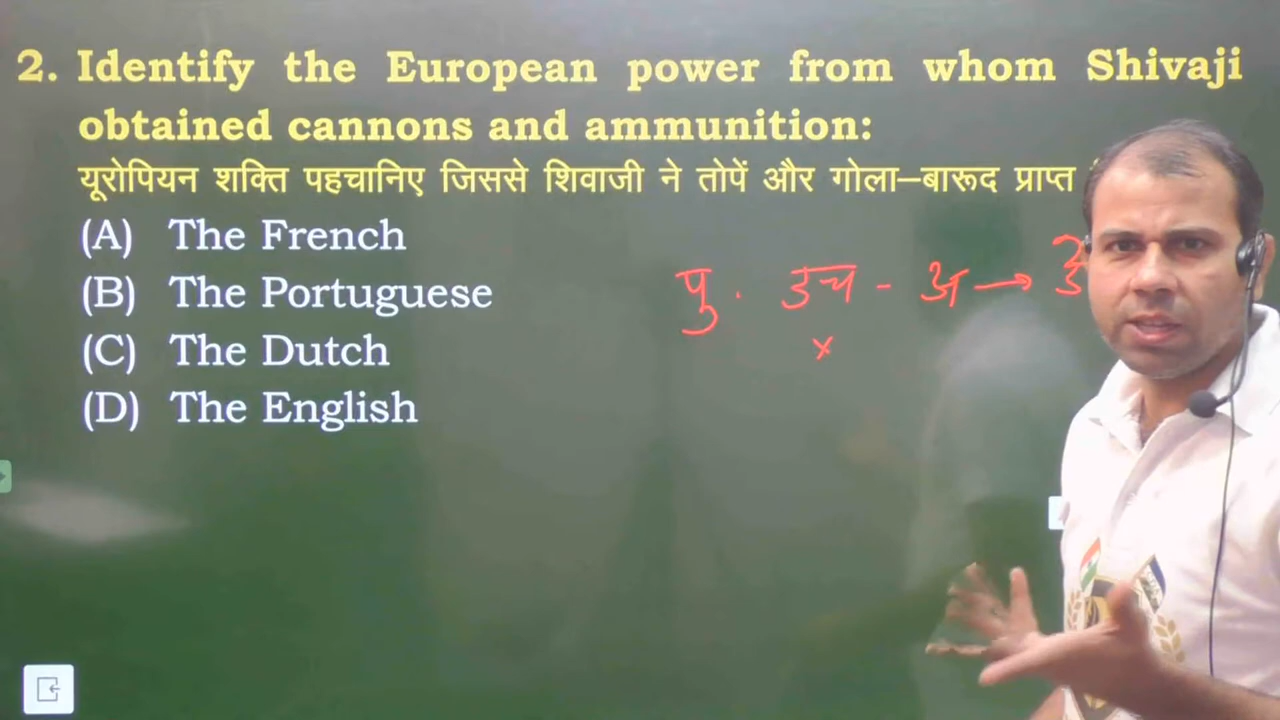 2. Identify the European power from whom Shivaji
obtained cannons and ammunition:
यूरोपियन शक्ति पहचानिए जिससे शिवाजी ने तोपें और गोला–बारूद प्राप्त
(A) The French
(B) The Portuguese
(C) The Dutch
(D) The English
पु. डच - अ →
x